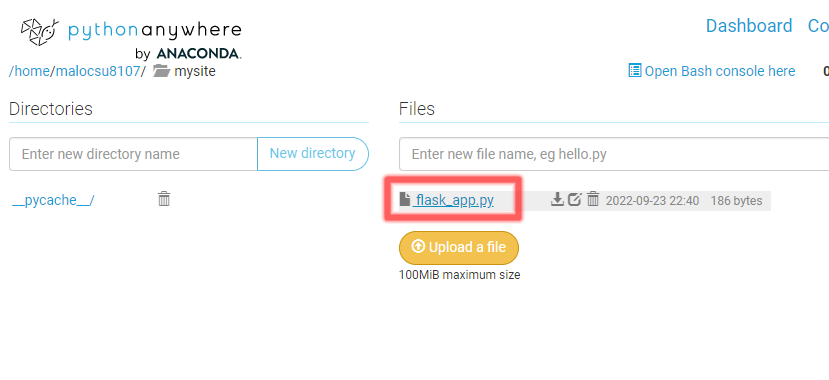 pythonanywhere
by ANACONDA.
Dashboard Co
/home/malocsu8107/ mysite
Open Bash console here 0
Directories
Files
Enter new directory name New directory
Enter new file name, eg hello.py
__pycache__/
flask_app.py 2022-09-23 22:40 186 bytes
Upload a file
100MiB maximum size